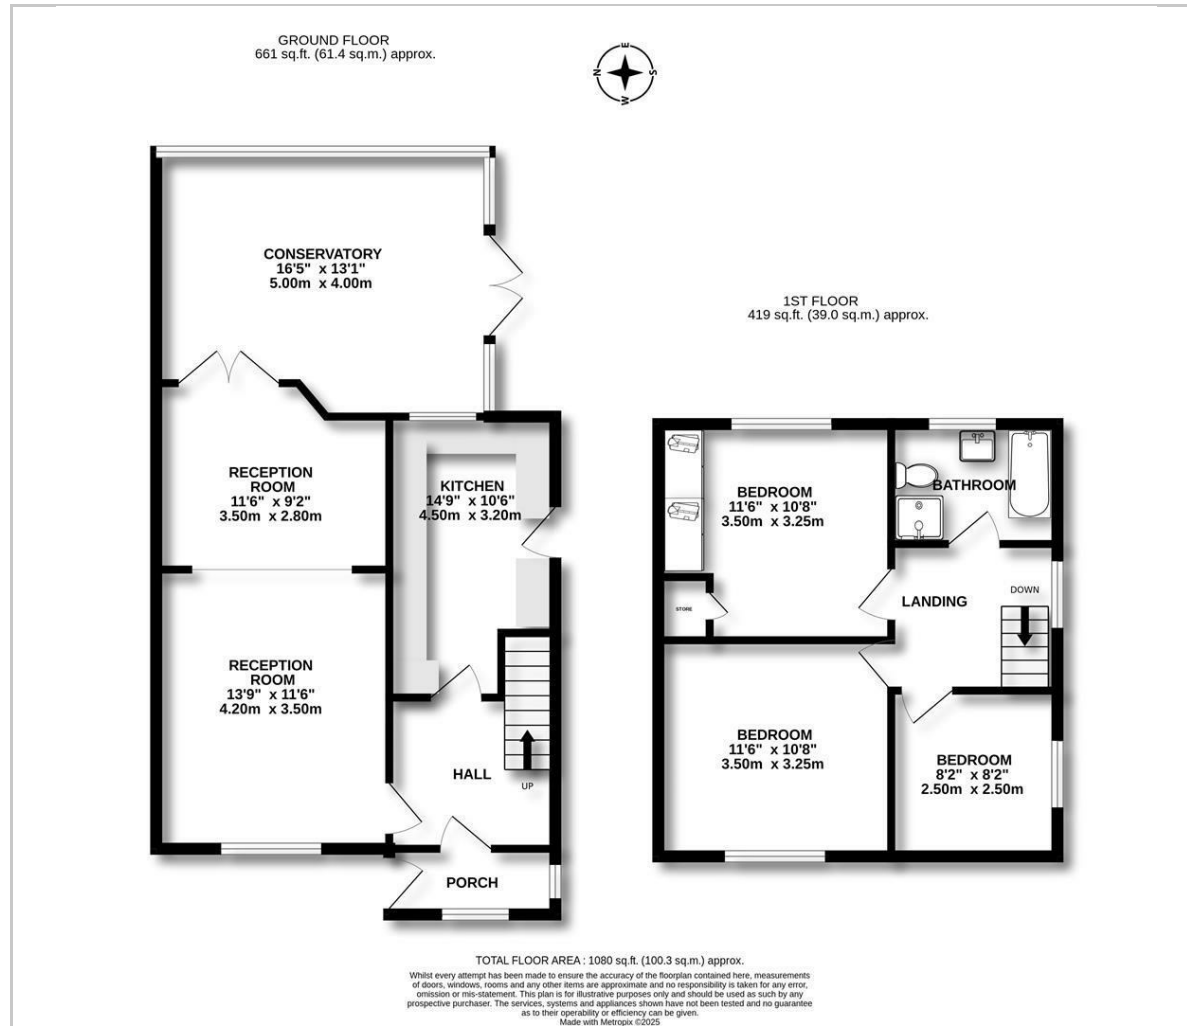 GROUND FLOOR
661 sq.ft. (61.4 sq.m.) approx.
E
N
S
W
CONSERVATORY
16'5" x 13'1"
5.00m x 4.00m
RECEPTION
ROOM
11'6" x 9'2"
3.50m x 2.80m
KITCHEN
14'9" x 10'6"
4.50m x 3.20m
RECEPTION
ROOM
13'9" x 11'6"
4.20m x 3.50m
HALL
UP
PORCH
1ST FLOOR
419 sq.ft. (39.0 sq.m.) approx.
BEDROOM
11'6" x 10'8"
3.50m x 3.25m
BATHROOM
STORE
LANDING
DOWN
BEDROOM
11'6" x 10'8"
3.50m x 3.25m
BEDROOM
8'2" x 8'2"
2.50m x 2.50m
TOTAL FLOOR AREA : 1080 sq.ft. (100.3 sq.m.) approx.
Whilst every attempt has been made to ensure the accuracy of the floorplan contained here, measurements
of doors, windows, rooms and any other items are approximate and no responsibility is taken for any error,
omission or mis-statement. This plan is for illustrative purposes only and should be used as such by any
prospective purchaser. The services, systems and appliances shown have not been tested and no guarantee
as to their operability or efficiency can be given.
Made with Metropix ©2025